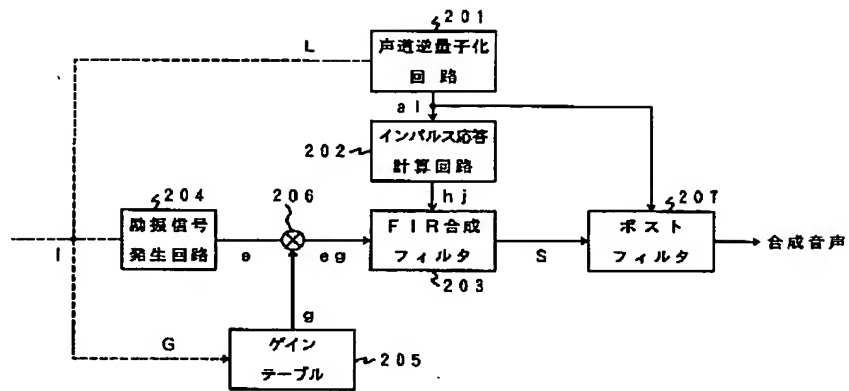 201
L
声道逆量子化
回路
al
202
インパルス応答
計算回路
hj
204
206
207
励振信号
発生回路
FIR合成
フィルタ
ポスト
フィルタ
合成音声
I
e
eg
S
203
g
G
ゲイン
テーブル
205